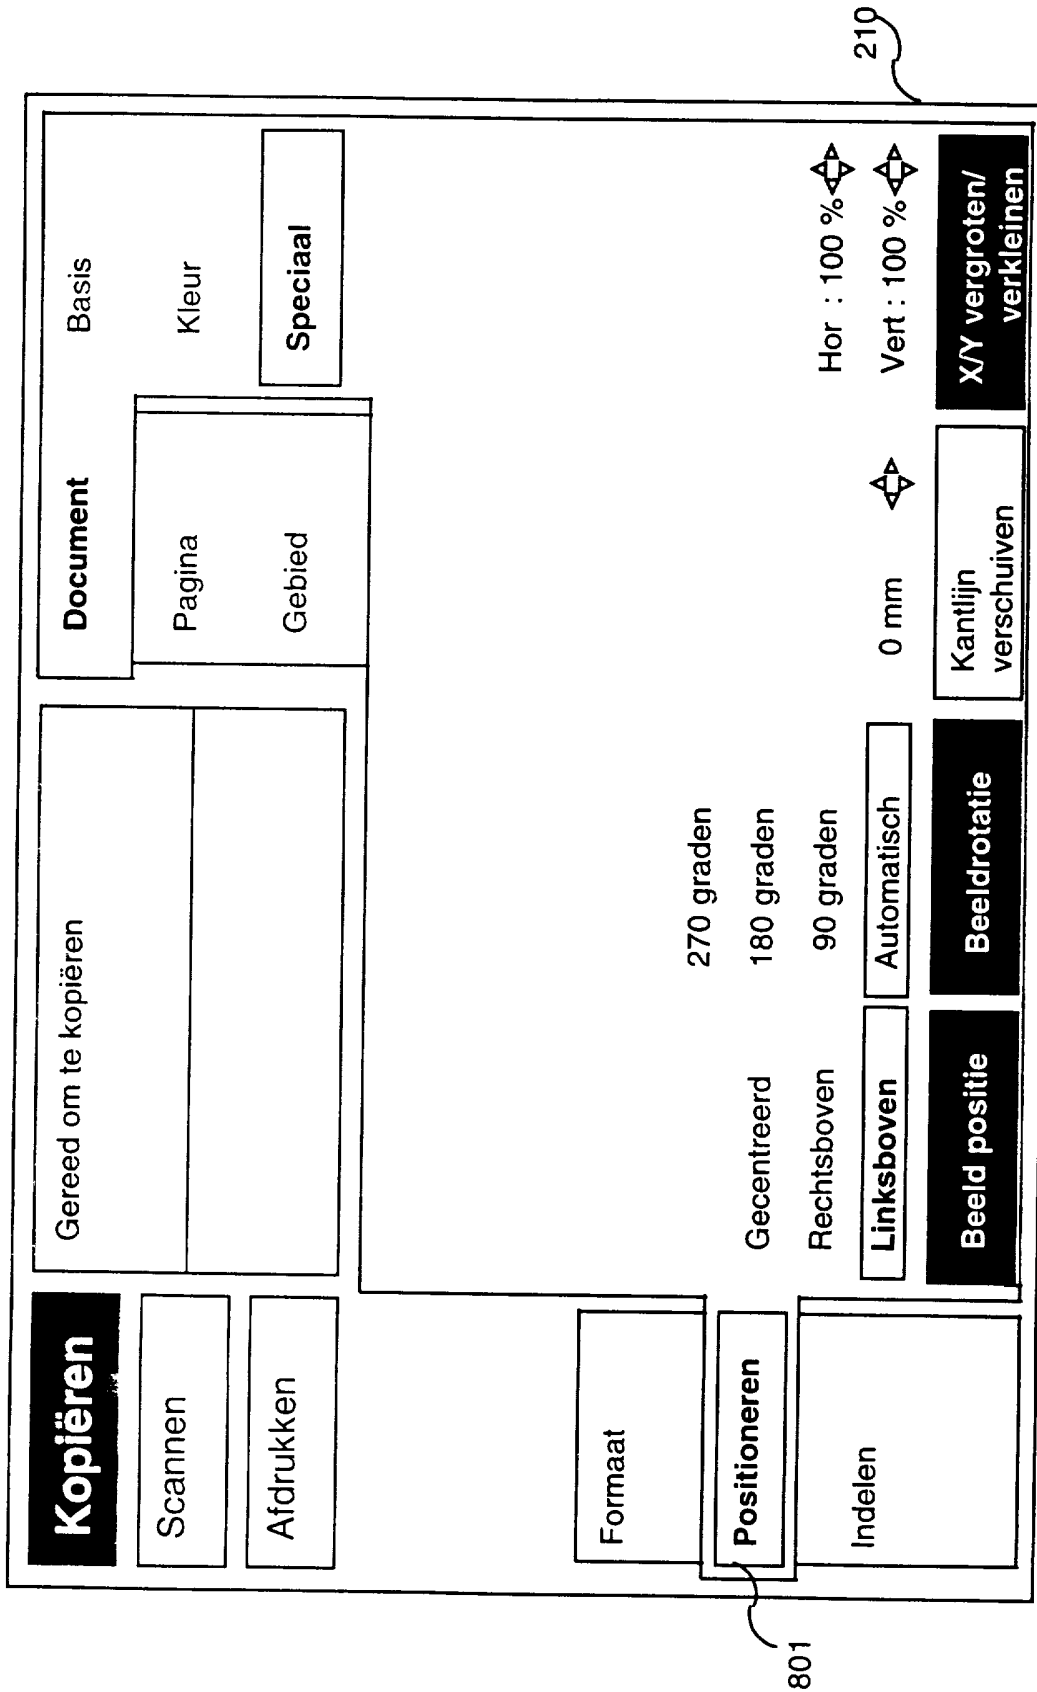 Kopiëren
Scannen
Afdrukken
Gereed om te kopiëren
Document
Pagina
Gebied
Basis
Kleur
Speciaal
Formaat
Positioneren
Indelen
Gecentreerd
Rechtsboven
Linksboven
Beeld positie
270 graden
180 graden
90 graden
Automatisch
Beeldrotatie
0 mm
Kantlijn
verschuiven
Hor : 100 %
Vert : 100 %
X/Y vergroten/
verkleinen
801
210